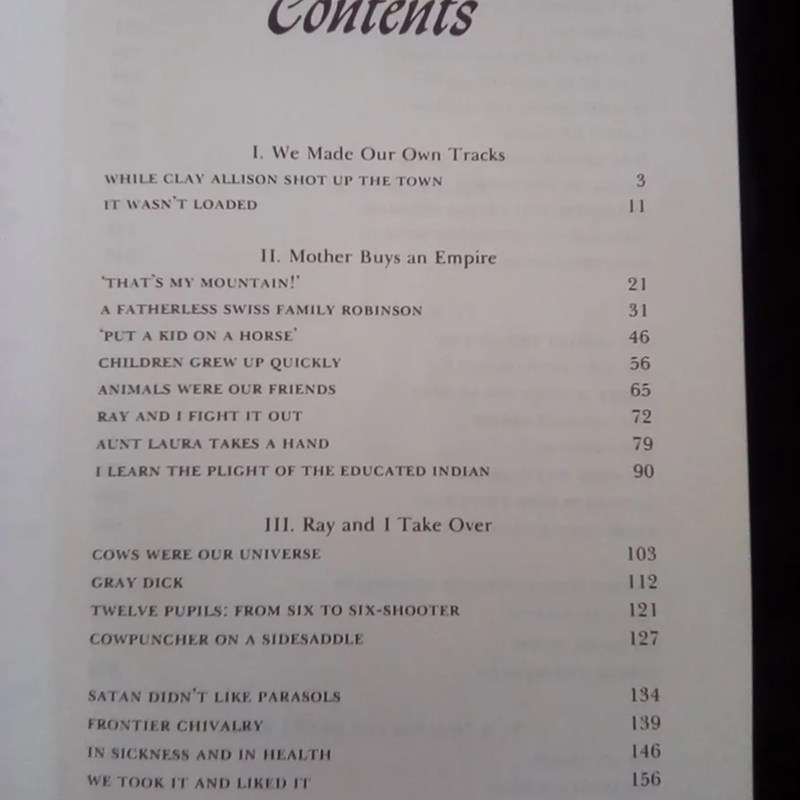 Contents
I. We Made Our Own Tracks
WHILE CLAY ALLISON SHOT UP THE TOWN 3
IT WASN'T LOADED 11
II. Mother Buys an Empire
'THAT'S MY MOUNTAIN!' 21
A FATHERLESS SWISS FAMILY ROBINSON 31
'PUT A KID ON A HORSE' 46
CHILDREN GREW UP QUICKLY 56
ANIMALS WERE OUR FRIENDS 65
RAY AND I FIGHT IT OUT 72
AUNT LAURA TAKES A HAND 79
I LEARN THE PLIGHT OF THE EDUCATED INDIAN 90
III. Ray and I Take Over
COWS WERE OUR UNIVERSE 103
GRAY DICK 112
TWELVE PUPILS: FROM SIX TO SIX-SHOOTER 121
COWPUNCHER ON A SIDESADDLE 127
SATAN DIDN'T LIKE PARASOLS 134
FRONTIER CHIVALRY 139
IN SICKNESS AND IN HEALTH 146
WE TOOK IT AND LIKED IT 156